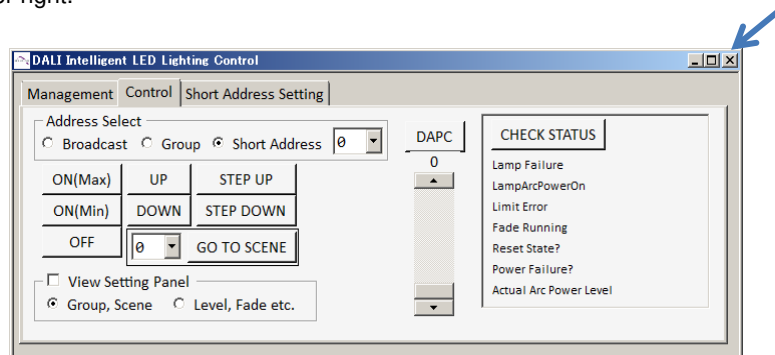 or right.
DALI Intelligent LED Lighting Control
Management Control Short Address Setting
Address Select
Broadcast Group Short Address 0
ON(Max) UP STEP UP
ON(Min) DOWN STEP DOWN
OFF 0 GO TO SCENE
View Setting Panel
Group, Scene Level, Fade etc.
DAPC
0
CHECK STATUS
Lamp Failure
LampArcPowerOn
Limit Error
Fade Running
Reset State?
Power Failure?
Actual Arc Power Level